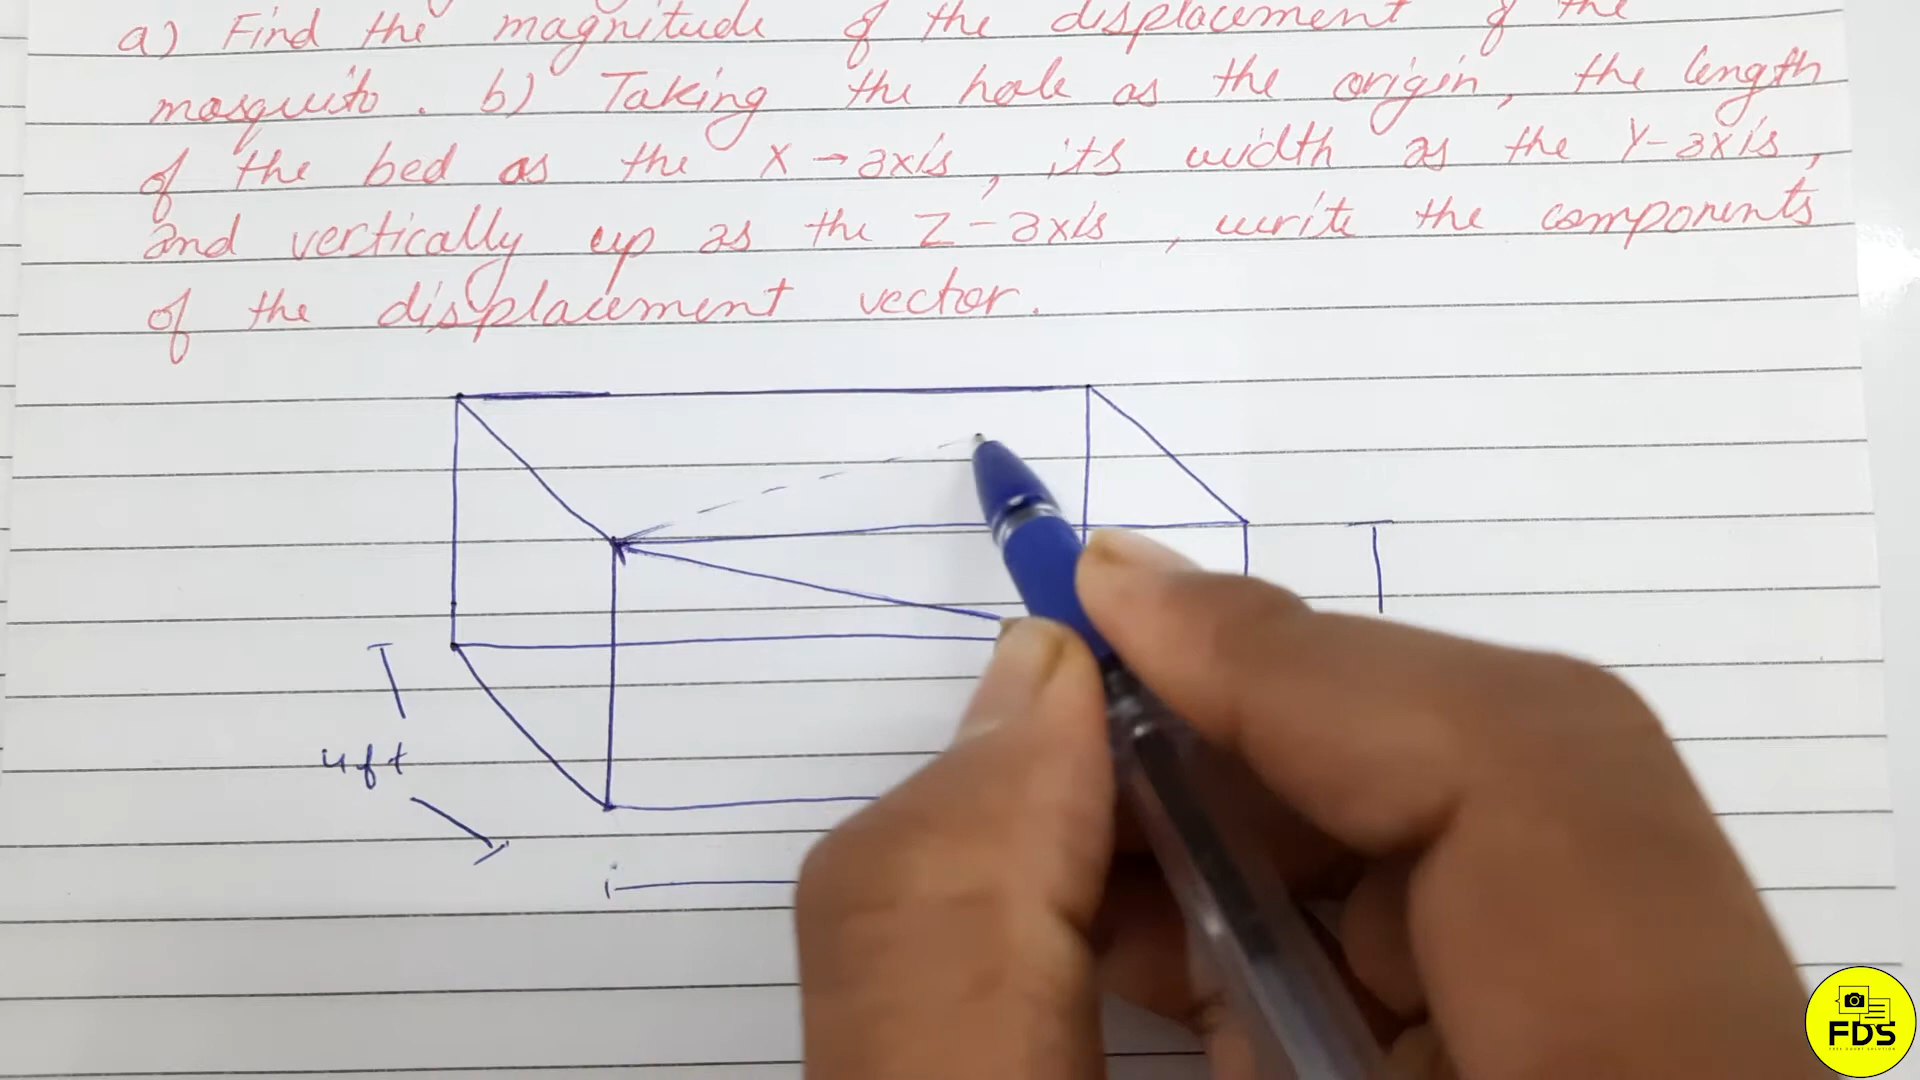 a) Find the magnitude of the displacement of the
mosquito. b) Taking the hole as the origin, the length
of the bed as the X-axis, its width as the Y-axis,
and vertically up as the Z-axis, write the components
of the displacement vector.
4ft
FDS